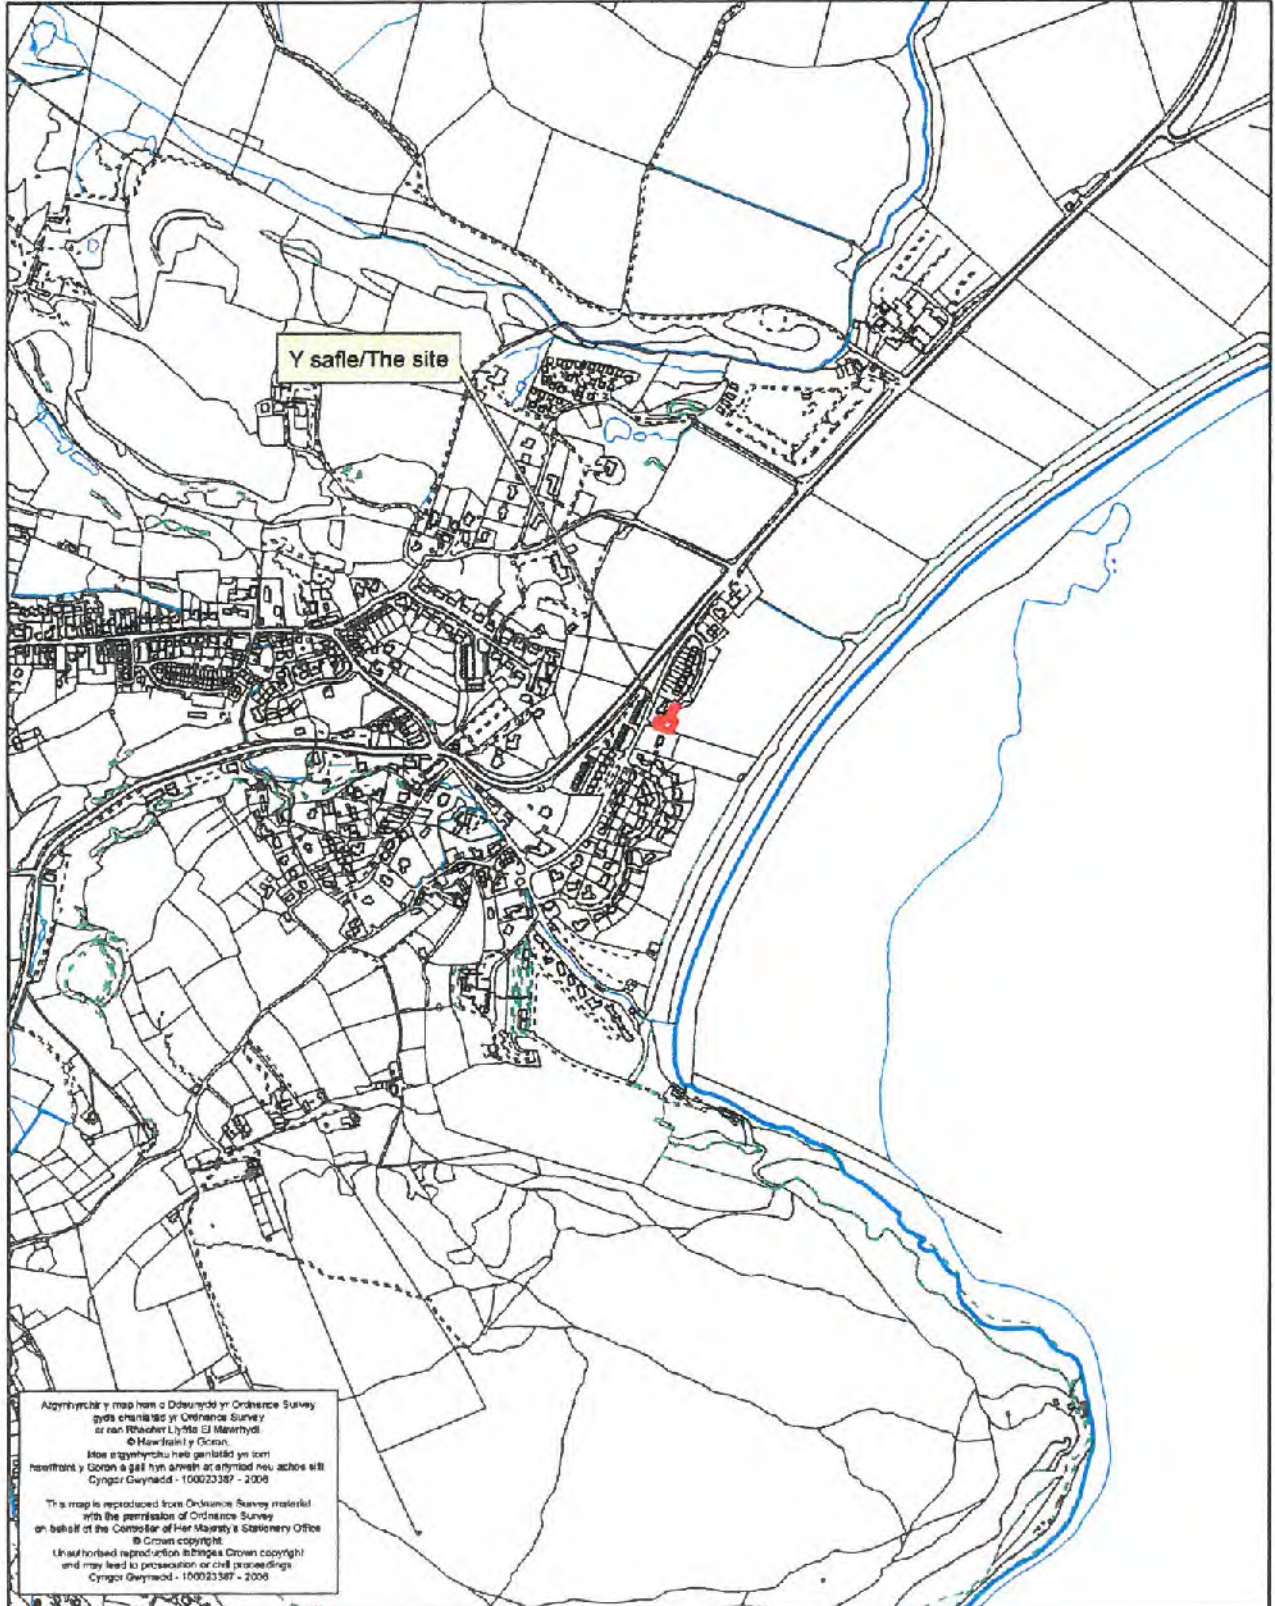 Y safle/The site
Atgynhyrchir y map hwn o Ddeunydd yr Ordnance Survey
gyda chaniatâd yr Ordnance Survey
ar ran Rheolwr Llyfrfa Ei Mawrhydi
© Hawlfraint y Goron.
Mae atgynhyrchu heb ganiatâd yn torri
hawlfraint y Goron a gall hyn arwain at erlyniad neu achos sifil
Cyngor Gwynedd - 100023387 - 2006
This map is reproduced from Ordnance Survey material
with the permission of Ordnance Survey
on behalf of the Controller of Her Majesty's Stationery Office
© Crown copyright.
Unauthorised reproduction infringes Crown copyright
and may lead to prosecution or civil proceedings
Cyngor Gwynedd - 100023387 - 2006